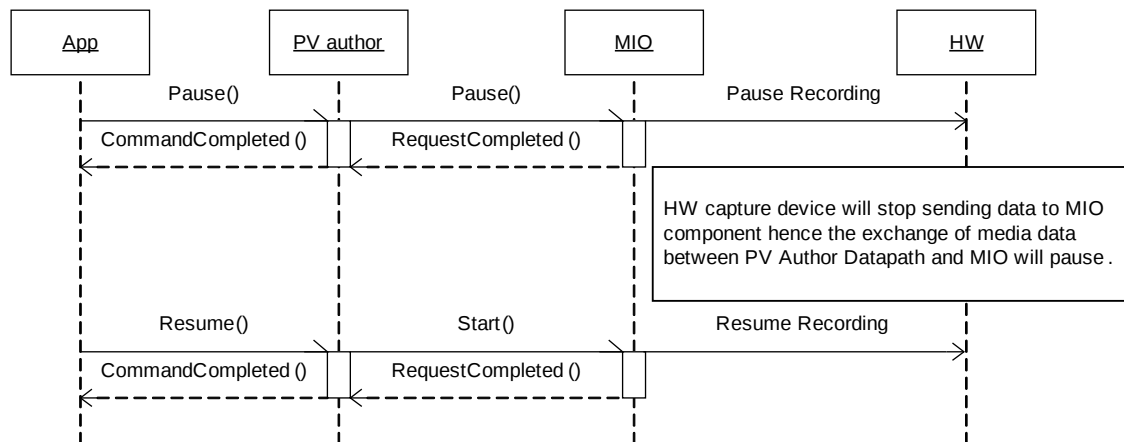 App
PV author
MIO
HW
Pause()
Pause()
Pause Recording
CommandCompleted ()
RequestCompleted ()
HW capture device will stop sending data to MIO
component hence the exchange of media data
between PV Author Datapath and MIO will pause .
Resume()
Start()
Resume Recording
CommandCompleted ()
RequestCompleted ()